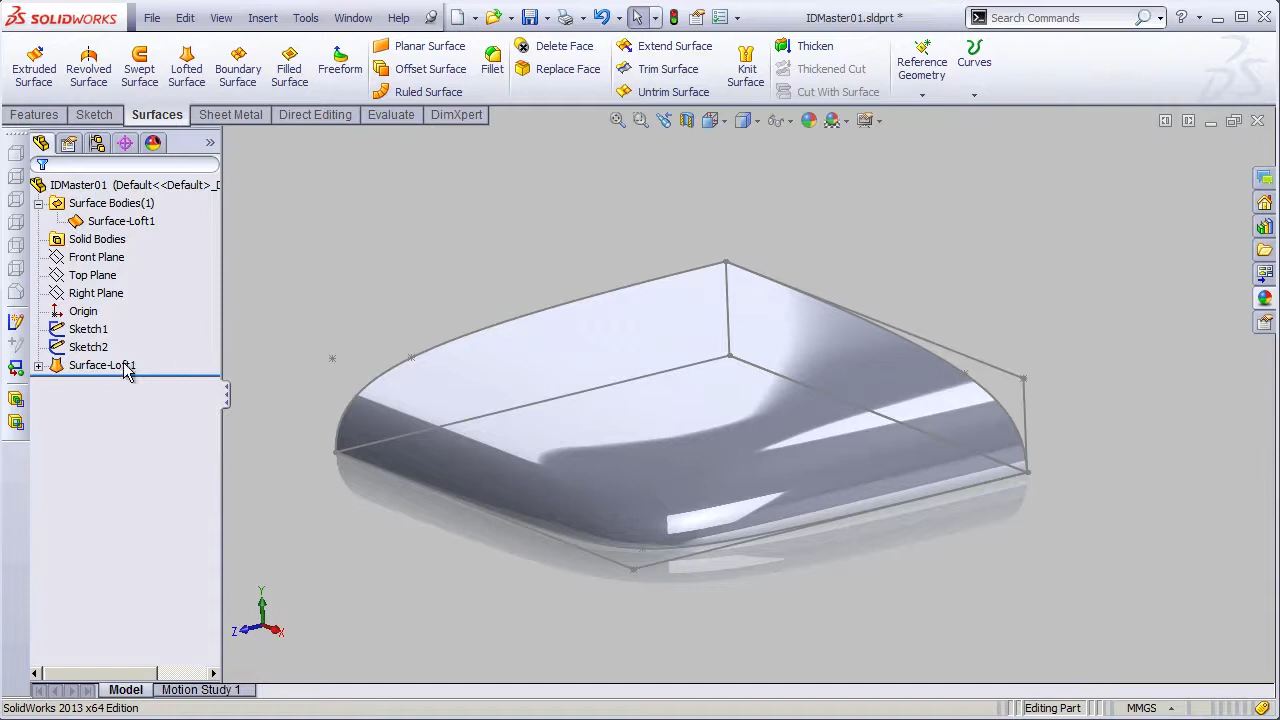 SOLIDWORKS File Edit View Insert Tools Window Help IDMaster01.sldprt * Search Commands
Extruded Surface
Revolved Surface
Swept Surface
Lofted Surface
Boundary Surface
Filled Surface
Freeform
Planar Surface
Offset Surface
Ruled Surface
Fillet
Delete Face
Replace Face
Extend Surface
Trim Surface
Untrim Surface
Knit Surface
Thicken
Thickened Cut
Cut With Surface
Reference Geometry
Curves
Features Sketch Surfaces Sheet Metal Direct Editing Evaluate DimXpert
IDMaster01 (Default<<Default>_D
Surface Bodies(1)
Surface-Loft1
Solid Bodies
Front Plane
Top Plane
Right Plane
Origin
Sketch1
Sketch2
Surface-Loft1
Y
Z X
Model Motion Study 1
SolidWorks 2013 x64 Edition Editing Part MMGS